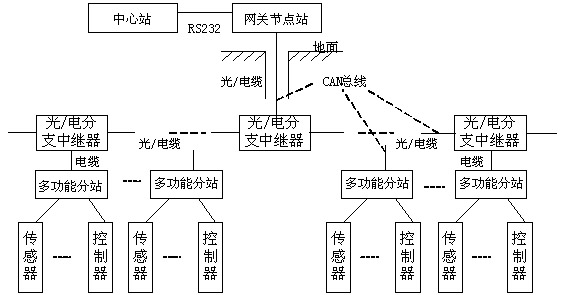 中心站
RS232
网关节点站
地面
光/电缆
CAN总线
光/电分
支中继器
光/电缆
光/电分
支中继器
光/电缆
光/电分
支中继器
电缆
电缆
多功能分站
多功能分站
多功能分站
多功能分站
传感器
控制器
传感器
控制器
传感器
控制器
传感器
控制器